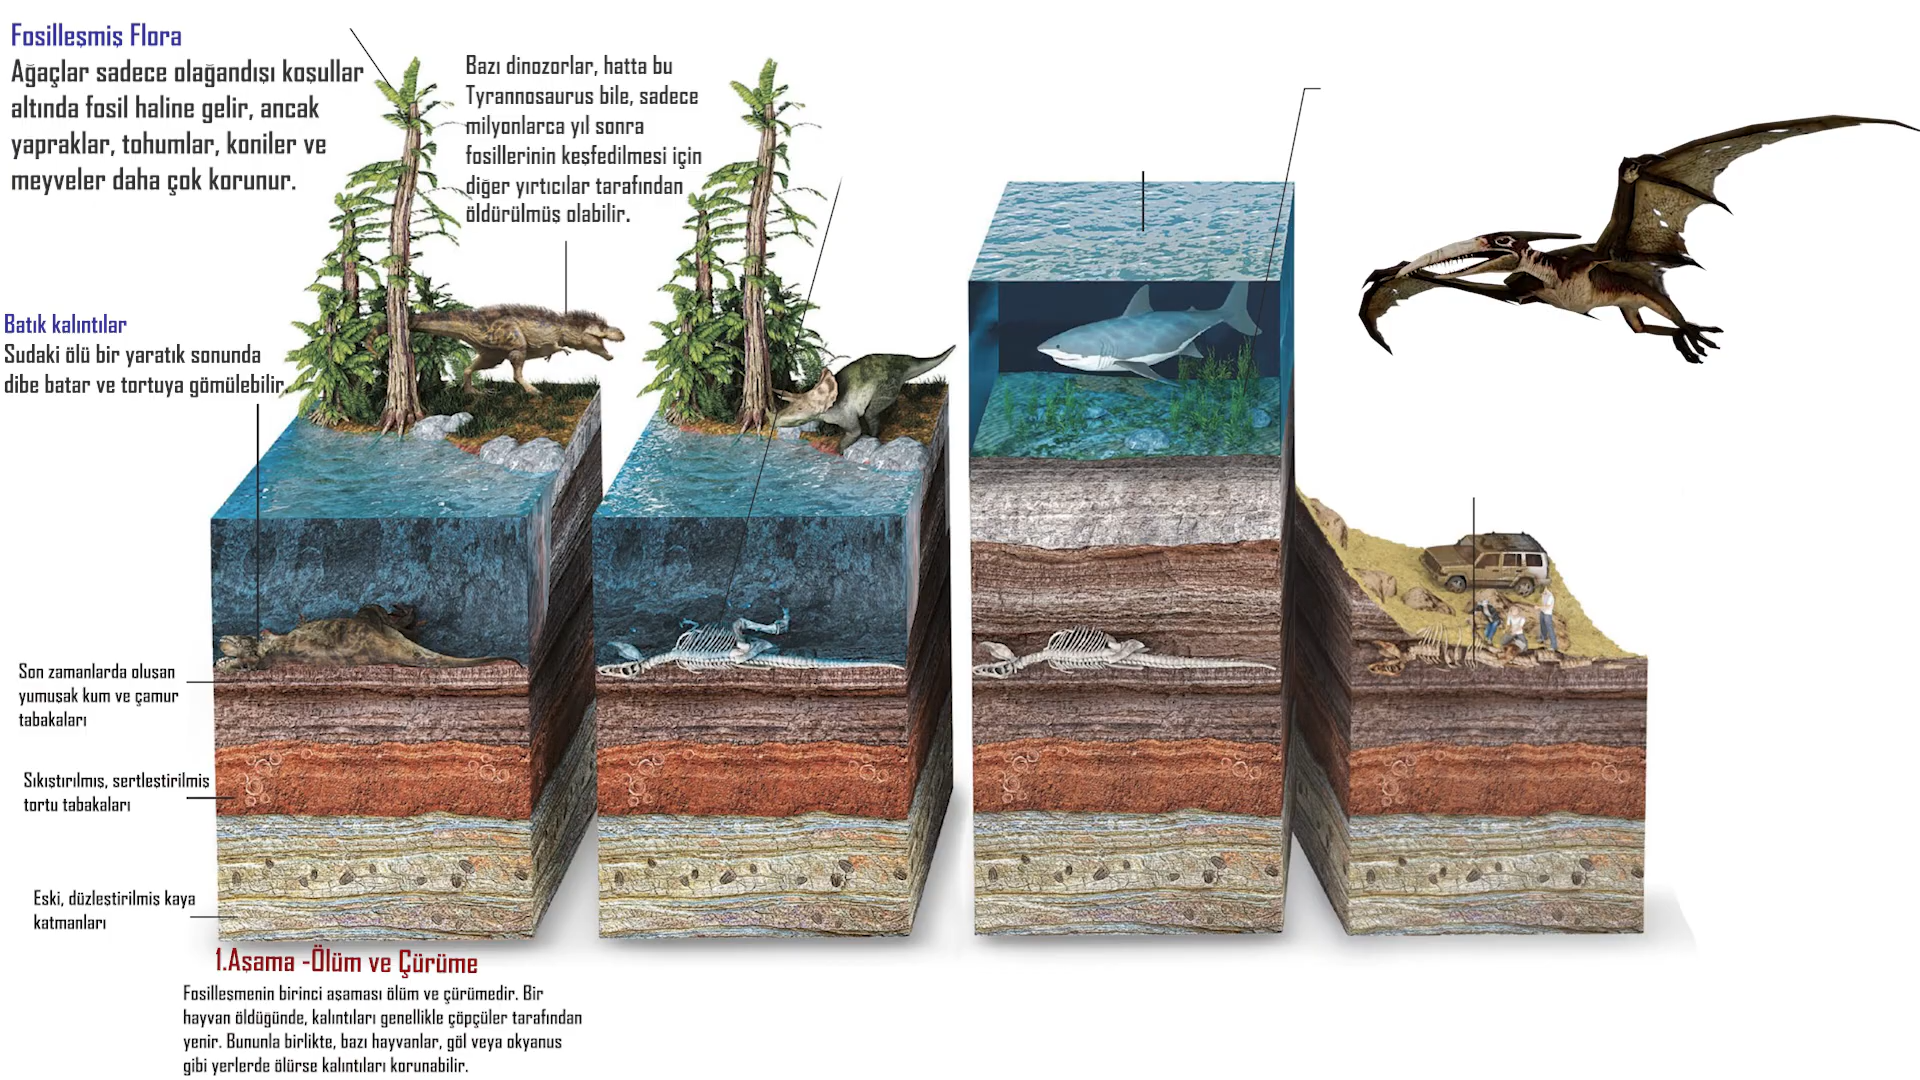 Fosilleşmiş Flora
Ağaçlar sadece olağandışı koşullar
altında fosil haline gelir, ancak
yapraklar, tohumlar, koniler ve
meyveler daha çok korunur.
Bazı dinozorlar, hatta bu
Tyrannosaurus bile, sadece
milyonlarca yıl sonra
fosillerinin keşfedilmesi için
diğer yırtıcılar tarafından
öldürülmüş olabilir.
Batık kalıntılar
Sudaki ölü bir yaratık sonunda
dibe batar ve tortuya gömülebilir.
Son zamanlarda oluşan
yumuşak kum ve çamur
tabakaları
Sıkıştırılmış, sertleştirilmiş
tortu tabakaları
Eski, düzleştirilmiş kaya
katmanları
1.Aşama -Ölüm ve Çürüme
Fosilleşmenin birinci aşaması ölüm ve çürümedir. Bir
hayvan öldüğünde, kalıntıları genellikle çöpçüler tarafından
yenir. Bununla birlikte, bazı hayvanlar, göl veya okyanus
gibi yerlerde ölürse kalıntıları korunabilir.